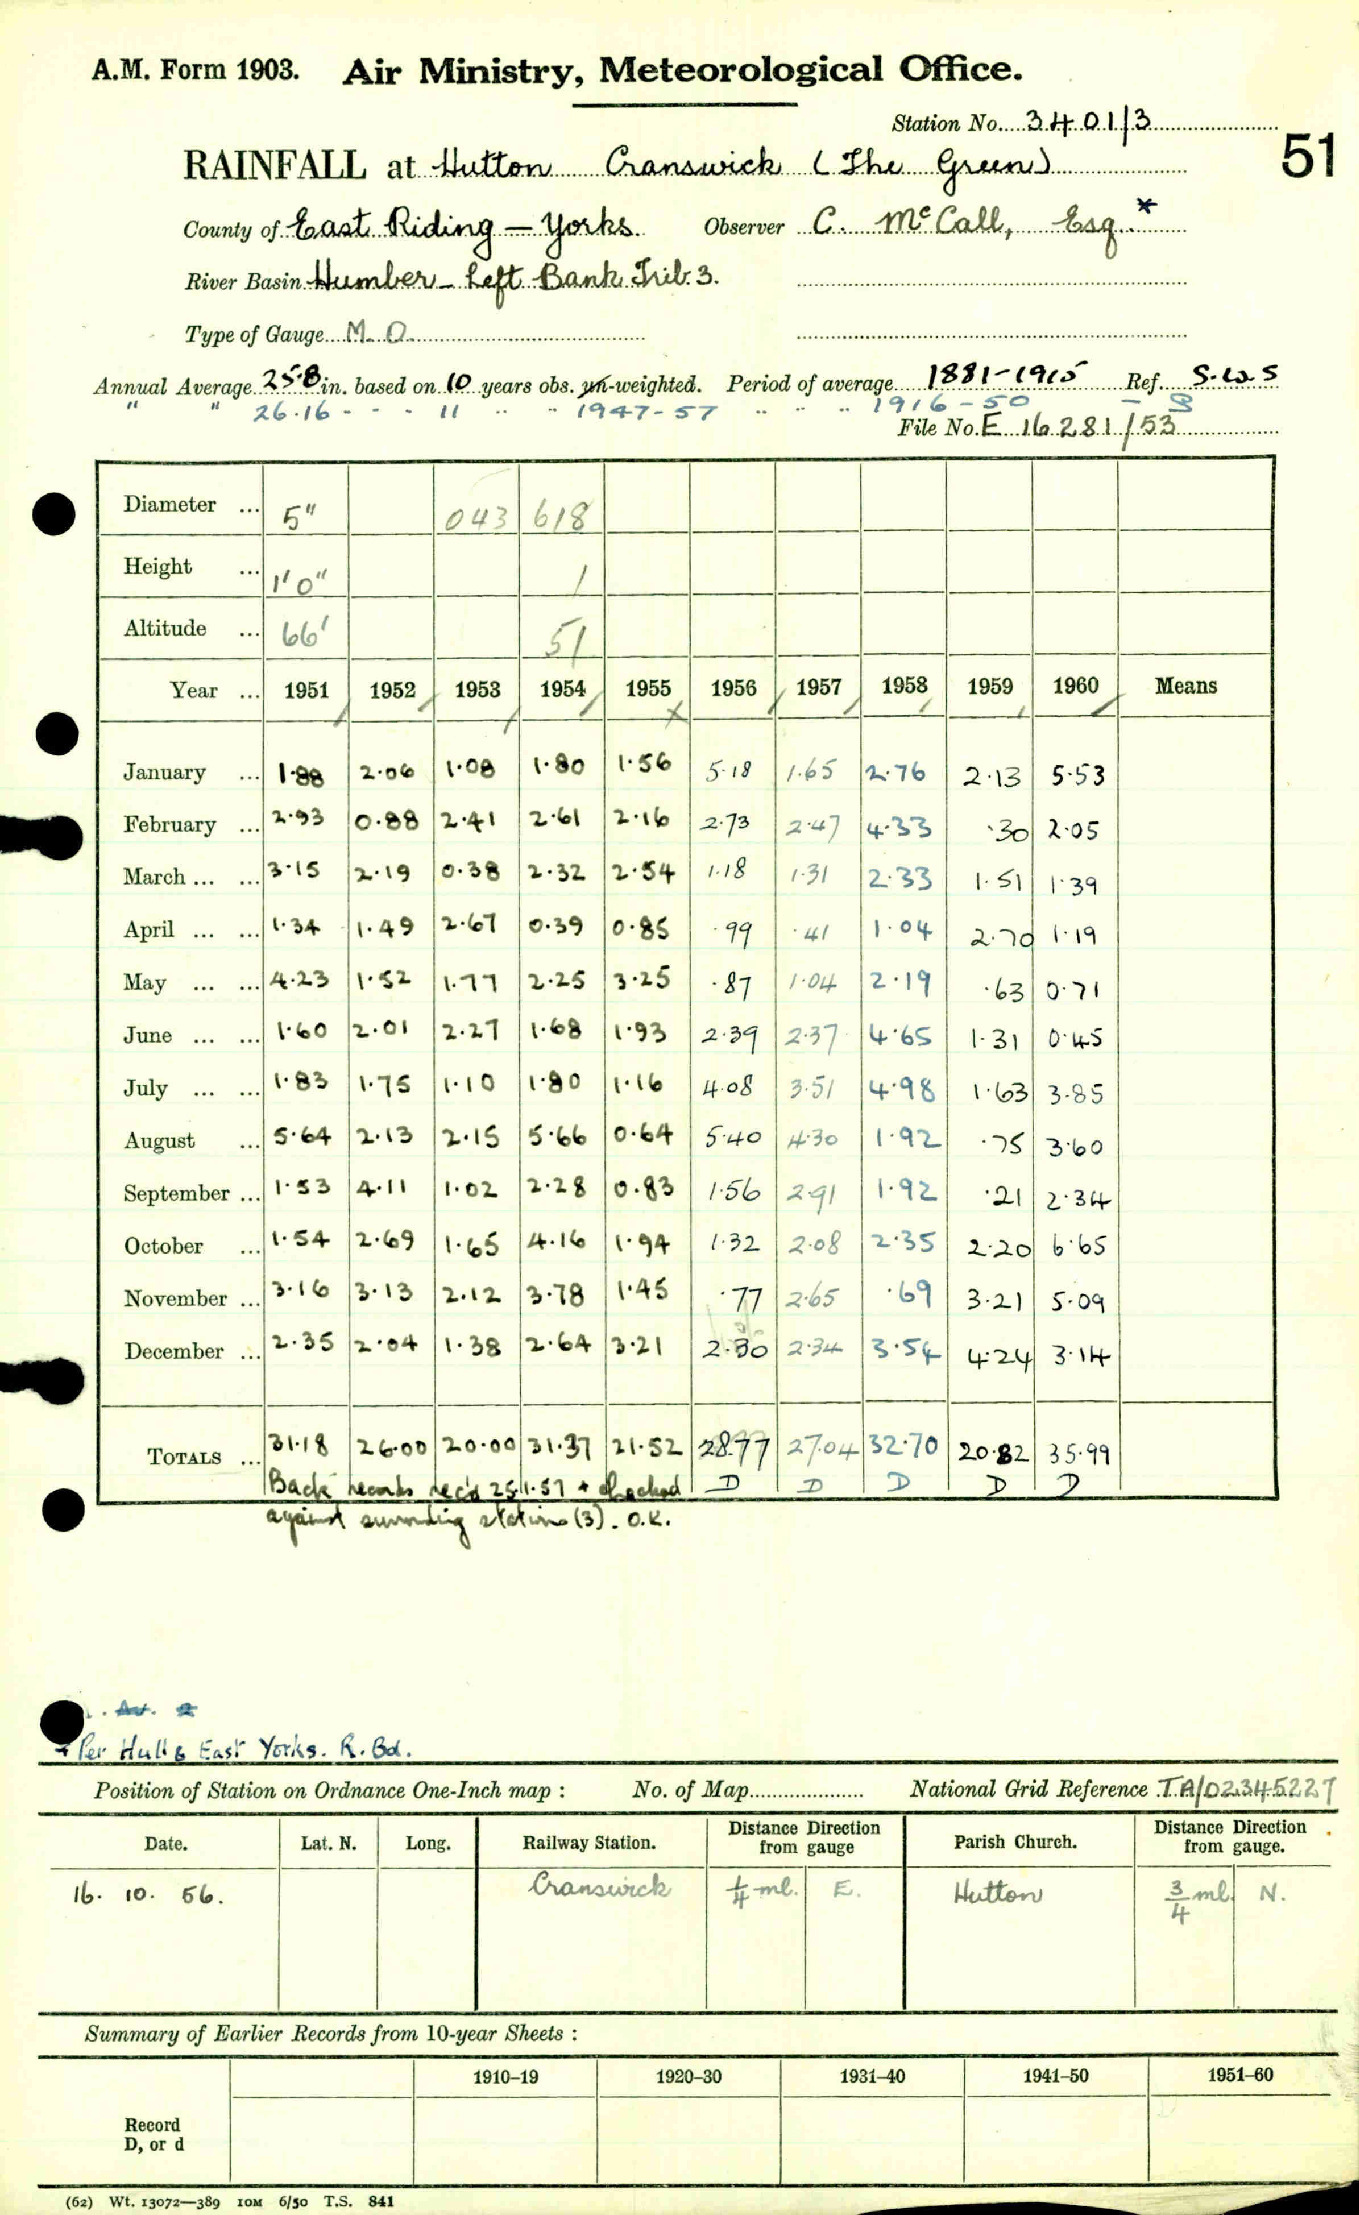 A.M. Form 1903. Air Ministry, Meteorological Office.
Station No. 3401/3
51
RAINFALL at Hutton Cranswick (The Green)
County of East Riding — Yorks. Observer C. McCall, Esq. *
River Basin Humber - Left Bank Trib. 3.
Type of Gauge M.O.
Annual Average 25.8 in. based on 10 years obs. un-weighted. Period of average 1881-1915 Ref. S.W.S
" " 26.16 - - - 11 " " 1947-57 " " " 1916-50 - B
File No. E 16281/53
Diameter ... 5" 043 618
Height ... 1'0" 1
Altitude ... 66' 51
Year ... 1951 1952 1953 1954 1955 1956 1957 1958 1959 1960 Means
January ... 1.88 2.06 1.08 1.80 1.56 5.18 1.65 2.76 2.13 5.53
February ... 2.93 0.88 2.41 2.61 2.16 2.73 2.47 4.33 .30 2.05
March ... ... 3.15 2.19 0.38 2.32 2.54 1.18 1.31 2.33 1.51 1.39
April ... ... 1.34 1.49 2.67 0.39 0.85 .99 .41 1.04 2.70 1.19
May ... ... 4.23 1.52 1.77 2.25 3.25 .87 1.04 2.19 .63 0.71
June ... ... 1.60 2.01 2.27 1.68 1.93 2.39 2.37 4.65 1.31 0.45
July ... ... 1.83 1.75 1.10 1.80 1.16 4.08 3.51 4.98 1.63 3.85
August ... 5.64 2.13 2.15 5.66 0.64 5.40 4.30 1.92 .75 3.60
September ... 1.53 4.11 1.02 2.28 0.83 1.56 2.91 1.92 .21 2.34
October ... 1.54 2.69 1.65 4.16 1.94 1.32 2.08 2.35 2.20 6.65
November ... 3.16 3.13 2.12 3.78 1.45 .77 2.65 .69 3.21 5.09
December ... 2.35 2.04 1.38 2.64 3.21 2.30 2.34 3.54 4.24 3.14
TOTALS ... 31.18 26.00 20.00 31.37 21.52 28.77 27.04 32.70 20.82 35.99
Back records rec'd 25.1.57 + checked D D D D D
against surrounding stations (3). O.K.
Av.
* Per Hull & East Yorks. R. Bd.
Position of Station on Ordnance One-Inch map : No. of Map National Grid Reference TA/02345227
Date. Lat. N. Long. Railway Station. Distance from Direction gauge Parish Church. Distance from Direction gauge.
16. 10. 56. Cranswick 1/4 ml. E. Hutton 3/4 ml. N.
Summary of Earlier Records from 10-year Sheets :
1910–19 1920–30 1931–40 1941–50 1951–60
Record
D, or d
(62) Wt. 13072—389 10M 6/50 T.S. 841